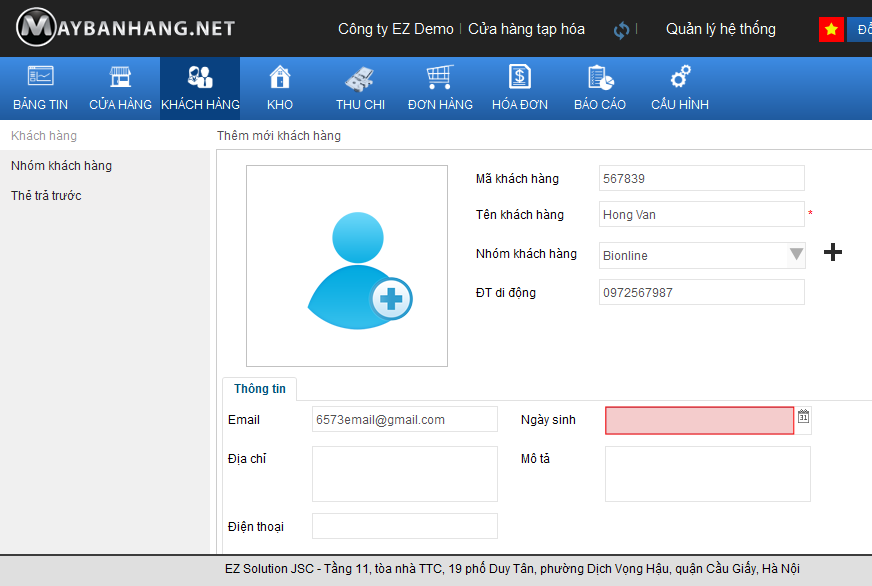 MAYBANHANG.NET
Công ty EZ Demo | Cửa hàng tạp hóa | Quản lý hệ thống
BẢNG TIN CỬA HÀNG KHÁCH HÀNG KHO THU CHI ĐƠN HÀNG HÓA ĐƠN BÁO CÁO CẤU HÌNH
Khách hàng
Nhóm khách hàng
Thẻ trả trước
Thêm mới khách hàng
Mã khách hàng 567839
Tên khách hàng Hong Van *
Nhóm khách hàng Bionline
ĐT di động 0972567987
Thông tin
Email 6573email@gmail.com Ngày sinh 31
Địa chỉ Mô tả
Điện thoại
EZ Solution JSC - Tầng 11, tòa nhà TTC, 19 phố Duy Tân, phường Dịch Vọng Hậu, quận Cầu Giấy, Hà Nội